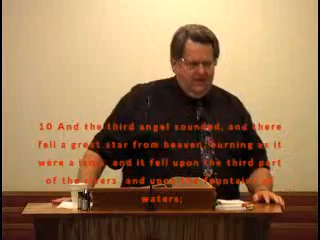 10 And the third angel sounded, and there
fell a great star from heaven, burning as it
were a lamp, and it fell upon the third part
of the rivers, and upon the fountains of
waters;